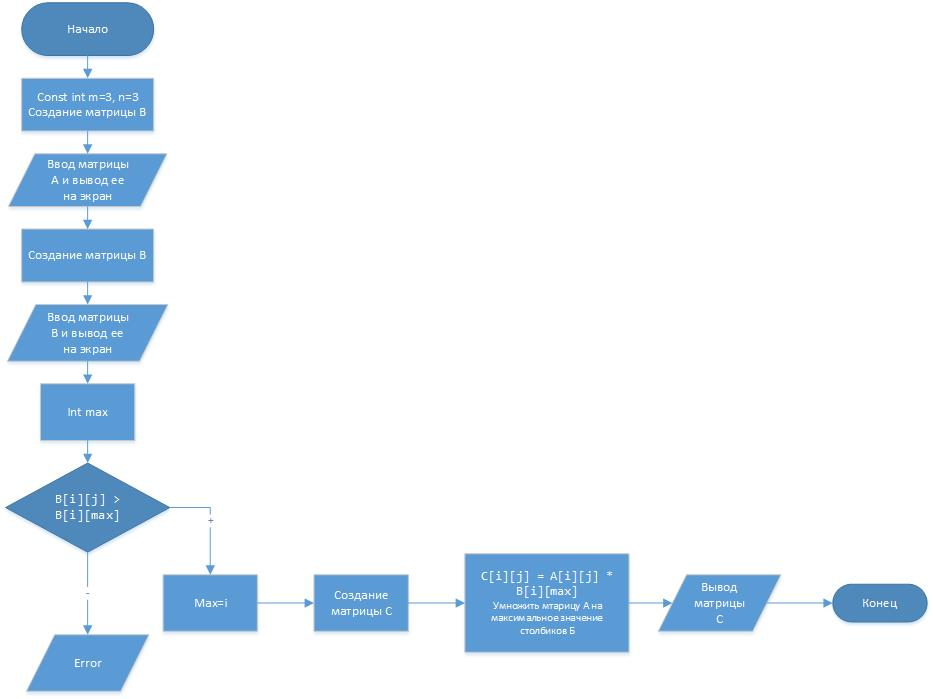 Начало
Const int m=3, n=3
Создание матрицы В
Ввод матрицы
А и вывод ее
на экран
Создание матрицы В
Ввод матрицы
В и вывод ее
на экран
Int max
B[i][j] >
B[i][max]
+
-
Error
Max=i
Создание
матрицы С
C[i][j] = A[i][j] *
B[i][max]
Умножить мтарицу А на
максимальное значение
столбиков Б
Вывод
матрицы
С
Конец